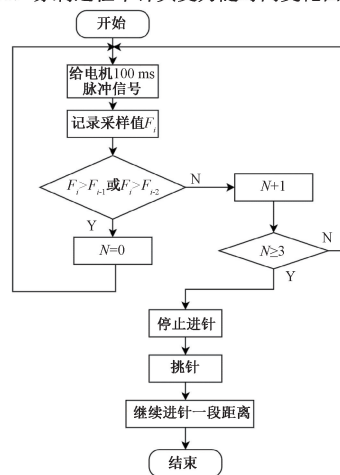 开始
给电机100 ms
脉冲信号
记录采样值Fi
Fi>Fi-1或Fi>Fi-2
N
Y
N+1
N=0
N≥3
N
Y
停止进针
挑针
继续进针一段距离
结束